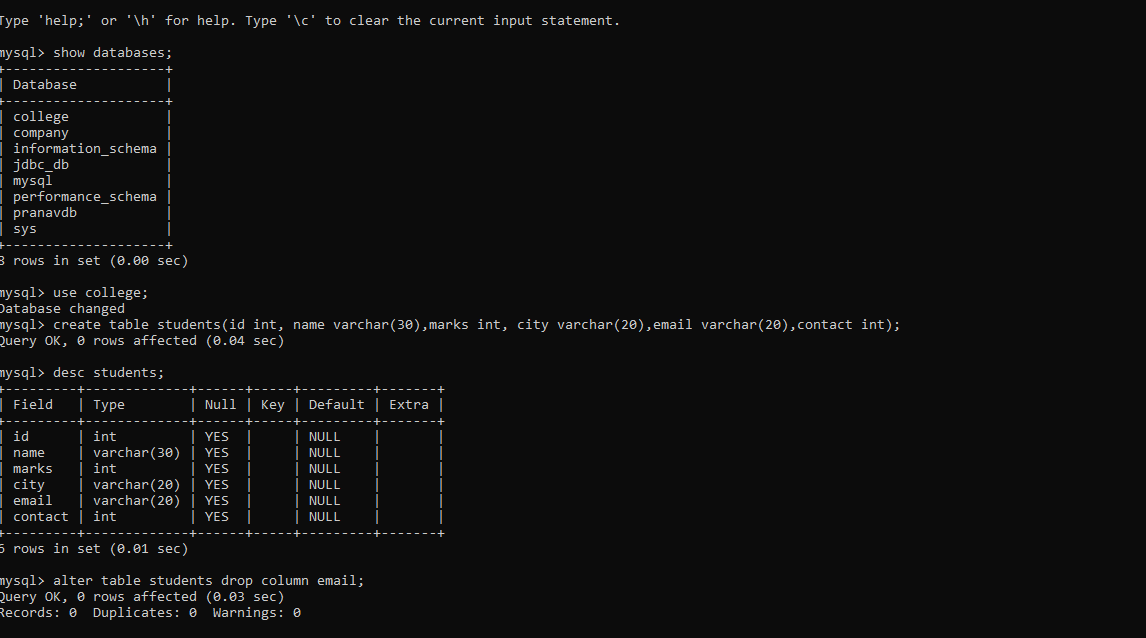 Type 'help;' or '\h' for help. Type '\c' to clear the current input statement.
mysql> show databases;
+--------------------+
| Database           |
+--------------------+
| college            |
| company            |
| information_schema |
| jdbc_db            |
| mysql              |
| performance_schema |
| pranavdb           |
| sys                |
+--------------------+
8 rows in set (0.00 sec)
mysql> use college;
Database changed
mysql> create table students(id int, name varchar(30),marks int, city varchar(20),email varchar(20),contact int);
Query OK, 0 rows affected (0.04 sec)
mysql> desc students;
+---------+-------------+------+-----+---------+-------+
| Field   | Type        | Null | Key | Default | Extra |
+---------+-------------+------+-----+---------+-------+
| id      | int         | YES  |     | NULL    |       |
| name    | varchar(30) | YES  |     | NULL    |       |
| marks   | int         | YES  |     | NULL    |       |
| city    | varchar(20) | YES  |     | NULL    |       |
| email   | varchar(20) | YES  |     | NULL    |       |
| contact | int         | YES  |     | NULL    |       |
+---------+-------------+------+-----+---------+-------+
6 rows in set (0.01 sec)
mysql> alter table students drop column email;
Query OK, 0 rows affected (0.03 sec)
Records: 0  Duplicates: 0  Warnings: 0